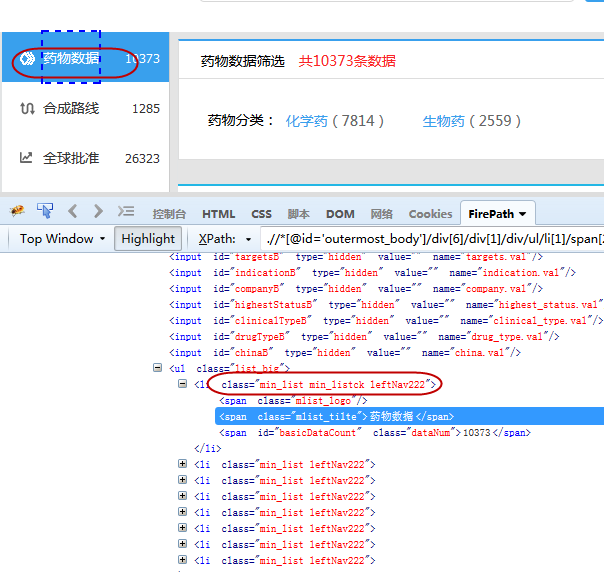 药物数据 10373
药物数据筛选 共10373条数据
合成路线 1285
药物分类： 化学药（7814） 生物药（2559）
全球批准 26323
控制台 HTML CSS 脚本 DOM 网络 Cookies FirePath ▼
Top Window ▾ Highlight XPath: ▾ .//*[@id='outermost_body']/div[6]/div[1]/div/ul/li[1]/span[2
<input id="targetsB" type="hidden" value="" name="targets.val"/>
<input id="indicationB" type="hidden" value="" name="indication.val"/>
<input id="companyB" type="hidden" value="" name="company.val"/>
<input id="highestStatusB" type="hidden" value="" name="highest_status.val"/>
<input id="clinicalTypeB" type="hidden" value="" name="clinical_type.val"/>
<input id="drugTypeB" type="hidden" value="" name="drug_type.val"/>
<input id="chinaB" type="hidden" value="" name="china.val"/>
<ul class="list_big">
<li class="min_list min_listck leftNav222">
<span class="mlist_logo"/>
<span class="mlist_tilte">药物数据</span>
<span id="basicDataCount" class="dataNum">10373</span>
</li>
<li class="min_list leftNav222">
<li class="min_list leftNav222">
<li class="min_list leftNav222">
<li class="min_list leftNav222">
<li class="min_list leftNav222">
<li class="min_list leftNav222">
<li class="min_list leftNav222">